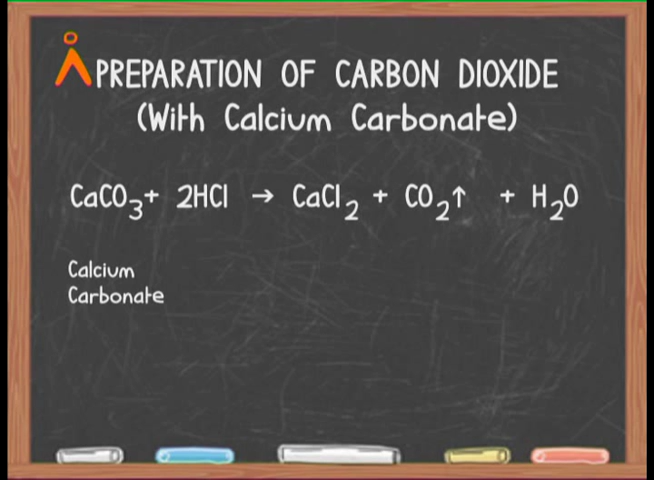 PREPARATION OF CARBON DIOXIDE
(With Calcium Carbonate)
CaCO₃+ 2HCl → CaCl₂ + CO₂↑ + H₂O
Calcium
Carbonate